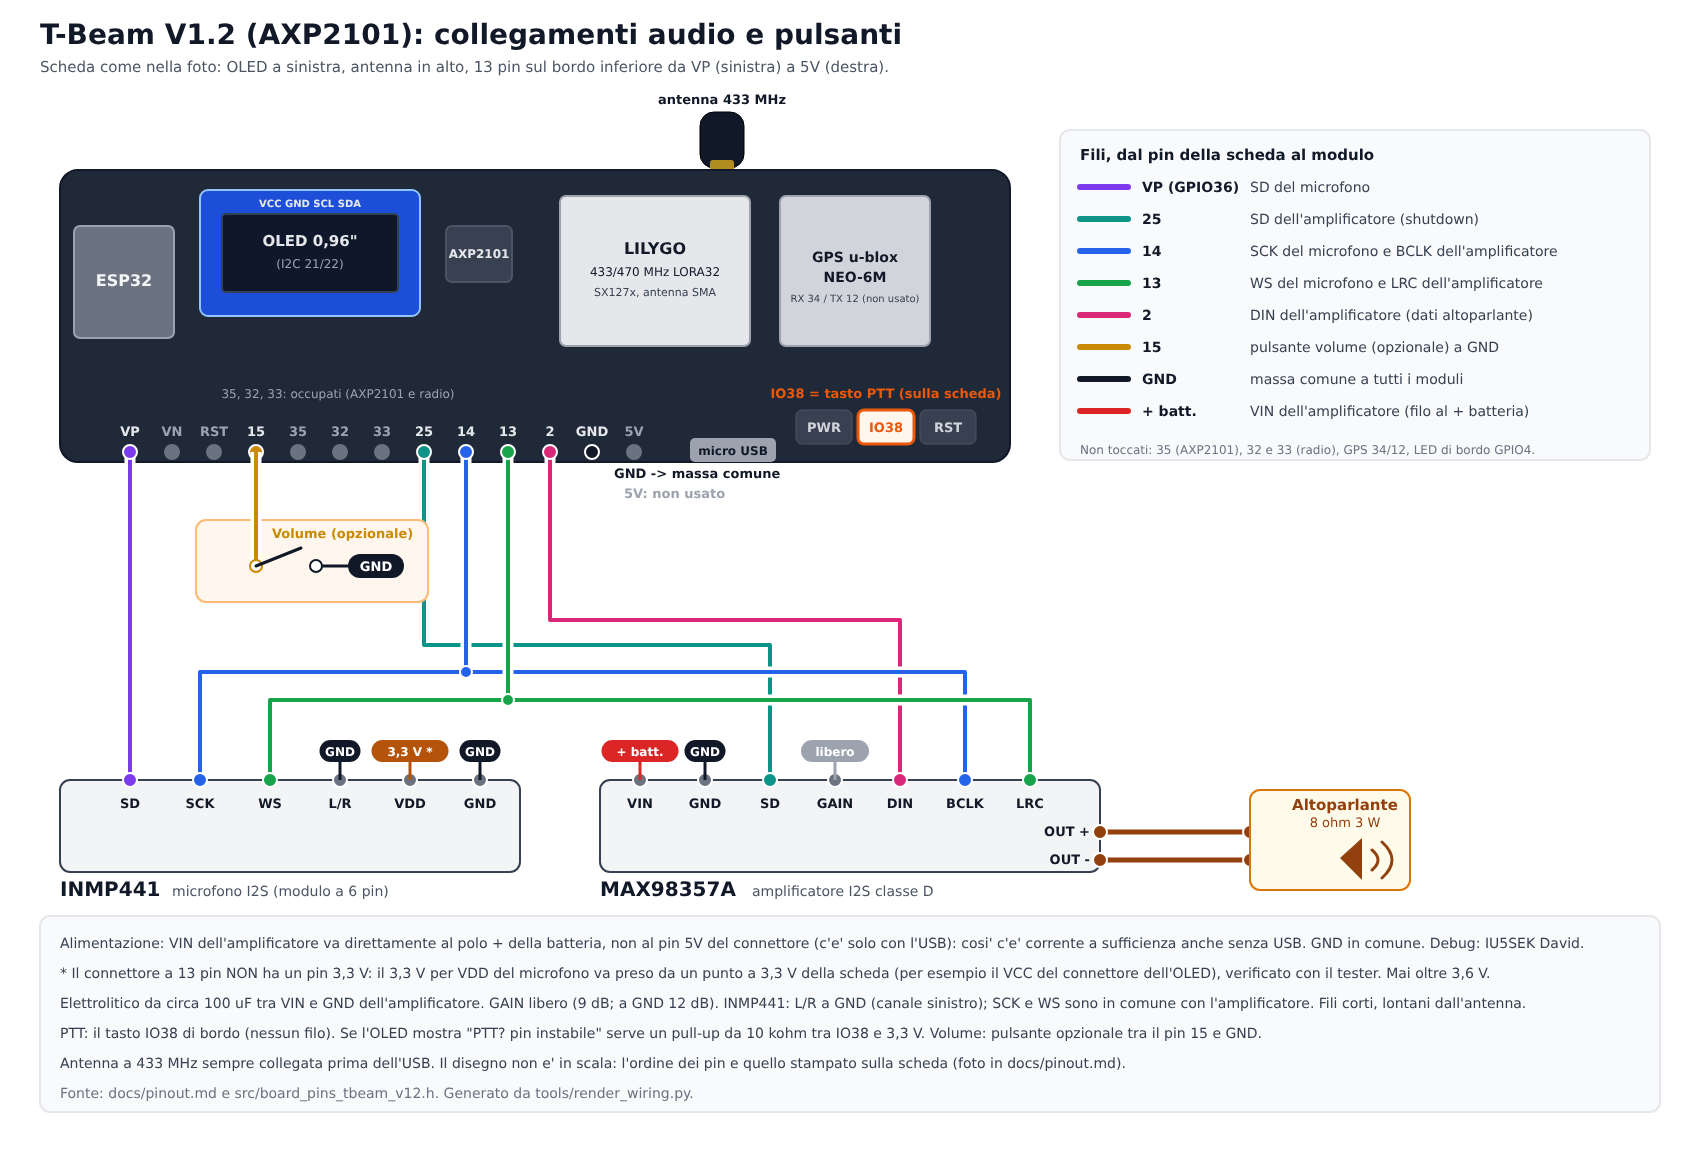 T-Beam V1.2 (AXP2101): collegamenti audio e pulsanti
Scheda come nella foto: OLED a sinistra, antenna in alto, 13 pin sul bordo inferiore da VP (sinistra) a 5V (destra).
antenna 433 MHz
VCC GND SCL SDA
OLED 0,96"
(I2C 21/22)
ESP32
AXP2101
LILYGO
433/470 MHz LORA32
SX127x, antenna SMA
GPS u-blox
NEO-6M
RX 34 / TX 12 (non usato)
35, 32, 33: occupati (AXP2101 e radio)
IO38 = tasto PTT (sulla scheda)
PWR IO38 RST
VP VN RST 15 35 32 33 25 14 13 2 GND 5V
micro USB
GND -> massa comune
5V: non usato
Fili, dal pin della scheda al modulo
VP (GPIO36) SD del microfono
25 SD dell'amplificatore (shutdown)
14 SCK del microfono e BCLK dell'amplificatore
13 WS del microfono e LRC dell'amplificatore
2 DIN dell'amplificatore (dati altoparlante)
15 pulsante volume (opzionale) a GND
GND massa comune a tutti i moduli
+ batt. VIN dell'amplificatore (filo al + batteria)
Non toccati: 35 (AXP2101), 32 e 33 (radio), GPS 34/12, LED di bordo GPIO4.
Volume (opzionale)
GND
GND 3,3 V * GND
SD SCK WS L/R VDD GND
INMP441 microfono I2S (modulo a 6 pin)
+ batt. GND libero
VIN GND SD GAIN DIN BCLK LRC
OUT +
OUT -
MAX98357A amplificatore I2S classe D
Altoparlante
8 ohm 3 W
Alimentazione: VIN dell'amplificatore va direttamente al polo + della batteria, non al pin 5V del connettore (c'e' solo con l'USB): cosi' c'e' corrente a sufficienza anche senza USB. GND in comune. Debug: IU5SEK David.
* Il connettore a 13 pin NON ha un pin 3,3 V: il 3,3 V per VDD del microfono va preso da un punto a 3,3 V della scheda (per esempio il VCC del connettore dell'OLED), verificato con il tester. Mai oltre 3,6 V.
Elettrolitico da circa 100 uF tra VIN e GND dell'amplificatore. GAIN libero (9 dB; a GND 12 dB). INMP441: L/R a GND (canale sinistro); SCK e WS sono in comune con l'amplificatore. Fili corti, lontani dall'antenna.
PTT: il tasto IO38 di bordo (nessun filo). Se l'OLED mostra "PTT? pin instabile" serve un pull-up da 10 kohm tra IO38 e 3,3 V. Volume: pulsante opzionale tra il pin 15 e GND.
Antenna a 433 MHz sempre collegata prima dell'USB. Il disegno non e' in scala: l'ordine dei pin e quello stampato sulla scheda (foto in docs/pinout.md).
Fonte: docs/pinout.md e src/board_pins_tbeam_v12.h. Generato da tools/render_wiring.py.